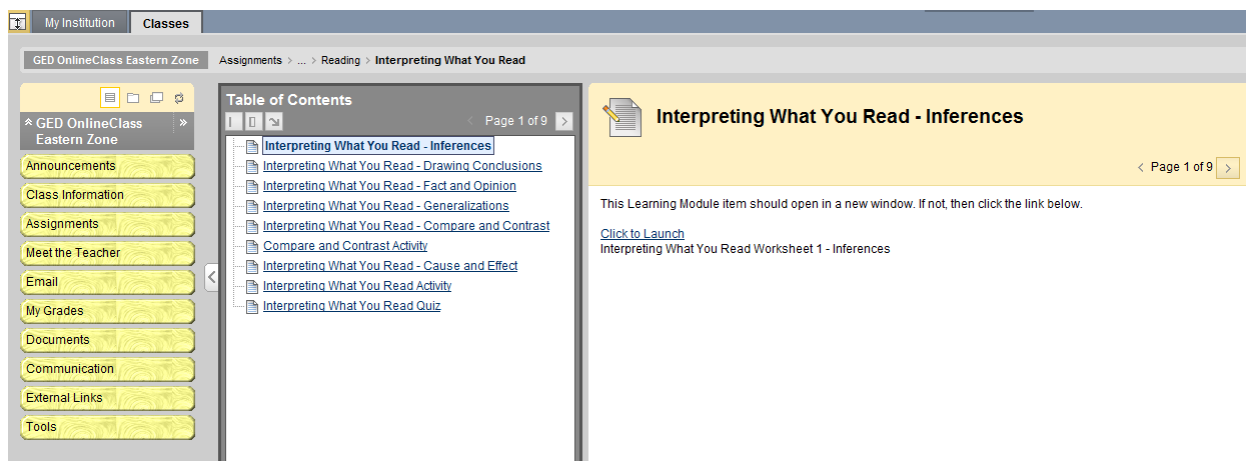 My Institution
Classes
GED OnlineClass Eastern Zone
Assignments > ... > Reading > Interpreting What You Read
GED OnlineClass
Eastern Zone
Announcements
Class Information
Assignments
Meet the Teacher
Email
My Grades
Documents
Communication
External Links
Tools
Table of Contents
Page 1 of 9
Interpreting What You Read - Inferences
Interpreting What You Read - Drawing Conclusions
Interpreting What You Read - Fact and Opinion
Interpreting What You Read - Generalizations
Interpreting What You Read - Compare and Contrast
Compare and Contrast Activity
Interpreting What You Read - Cause and Effect
Interpreting What You Read Activity
Interpreting What You Read Quiz
Interpreting What You Read - Inferences
Page 1 of 9
This Learning Module item should open in a new window. If not, then click the link below.
Click to Launch
Interpreting What You Read Worksheet 1 - Inferences